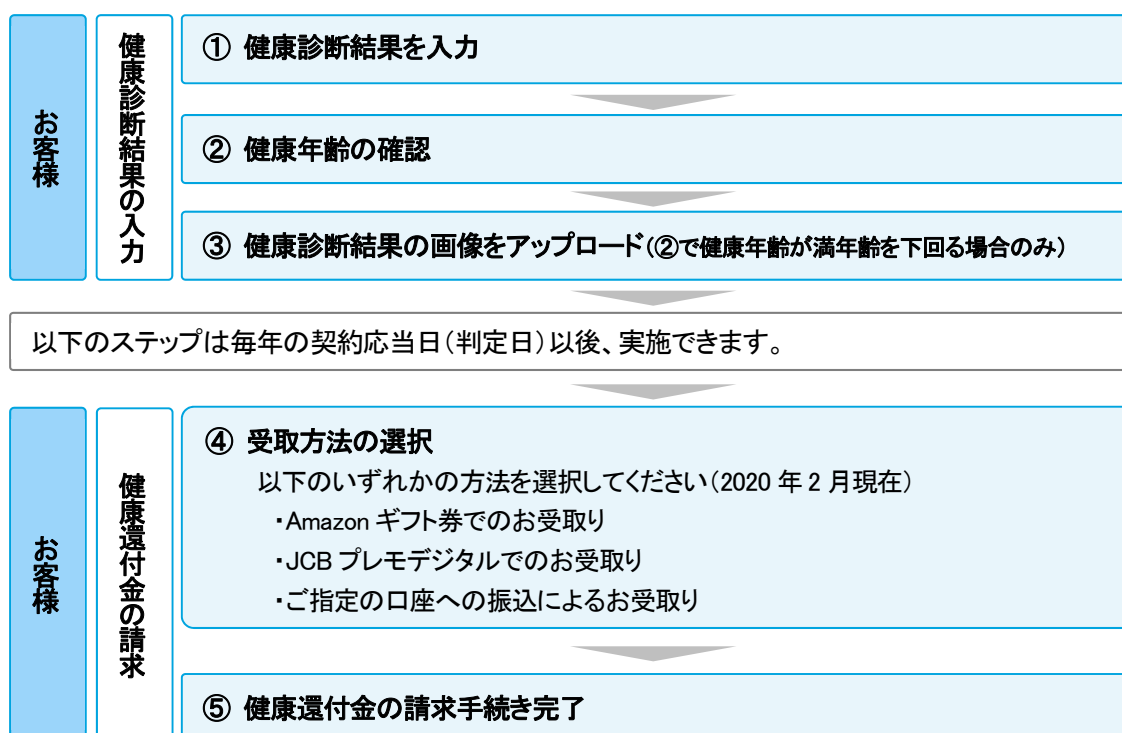 お客様
健康診断結果の入力
① 健康診断結果を入力
② 健康年齢の確認
③ 健康診断結果の画像をアップロード(②で健康年齢が満年齢を下回る場合のみ)
以下のステップは毎年の契約応当日(判定日)以後、実施できます。
お客様
健康還付金の請求
④ 受取方法の選択
以下のいずれかの方法を選択してください(2020 年 2 月現在)
・Amazon ギフト券でのお受取り
・JCB プレモデジタルでのお受取り
・ご指定の口座への振込によるお受取り
⑤ 健康還付金の請求手続き完了